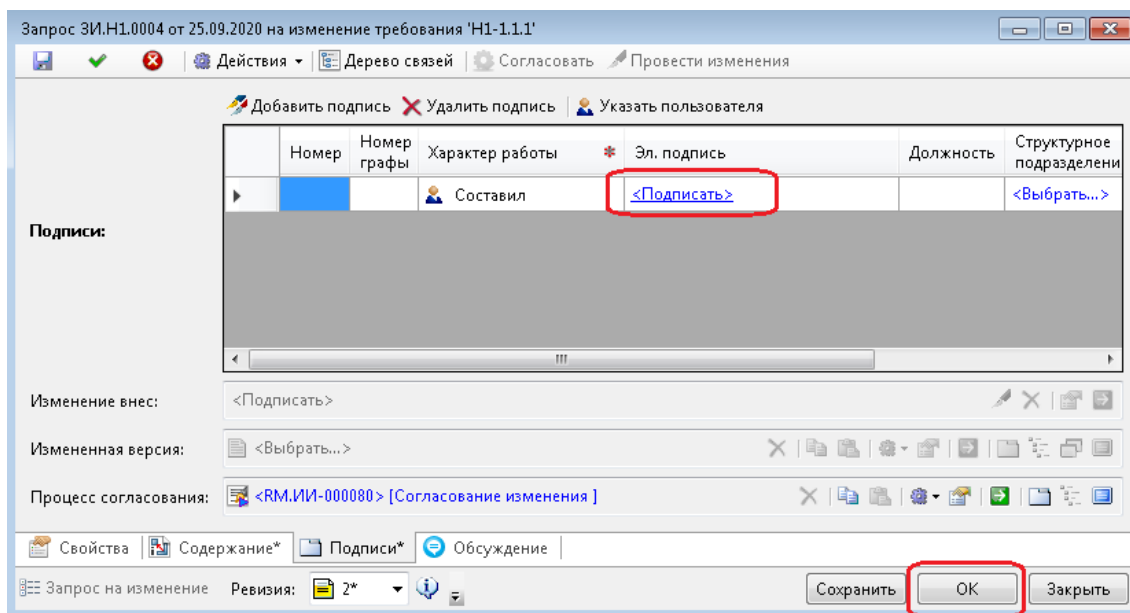 Запрос ЗИ.Н1.0004 от 25.09.2020 на изменение требования 'Н1-1.1.1'
Действия Дерево связей Согласовать Провести изменения
Добавить подпись Удалить подпись Указать пользователя
Номер Номер графы Характер работы * Эл. подпись Должность Структурное подразделени
Составил <Подписать> <Выбрать...>
Подписи:
Изменение внес: <Подписать>
Измененная версия: <Выбрать...>
Процесс согласования: <RM.ИИ-000080> [Согласование изменения ]
Свойства Содержание* Подписи* Обсуждение
Запрос на изменение Ревизия: 2* Сохранить ОК Закрыть